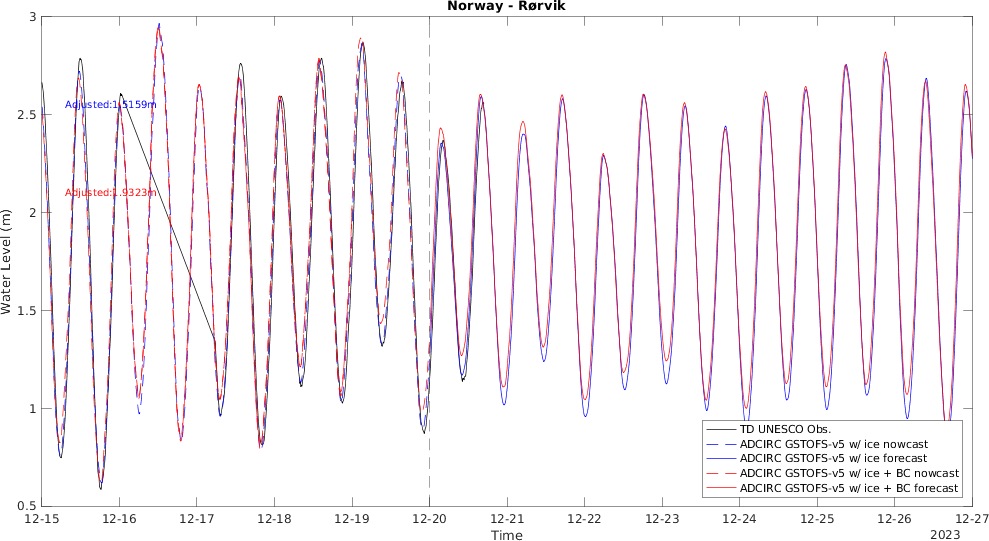 Norway - Rørvik
3
2.5
2
1.5
1
0.5
Water Level (m)
Adjusted:1.5159m
Adjusted:1.9323m
TD UNESCO Obs.
ADCIRC GSTOFS-v5 w/ ice nowcast
ADCIRC GSTOFS-v5 w/ ice forecast
ADCIRC GSTOFS-v5 w/ ice + BC nowcast
ADCIRC GSTOFS-v5 w/ ice + BC forecast
12-15 12-16 12-17 12-18 12-19 12-20 12-21 12-22 12-23 12-24 12-25 12-26 12-27
Time
2023